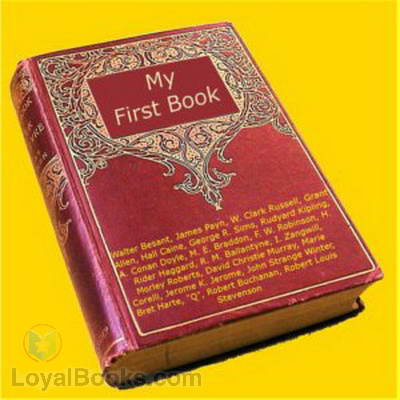 My
First Book
Walter Besant, James Payn, W. Clark Russell, Grant
Allen, Hall Caine, George R. Sims, Rudyard Kipling,
A. Conan Doyle, M. E. Braddon, F. W. Robinson, H.
Rider Haggard, R. M. Ballantyne, I. Zangwill,
Morley Roberts, David Christie Murray, Marie
Corelli, Jerome K. Jerome, John Strange Winter,
Bret Harte, "Q", Robert Buchanan, Robert Louis
Stevenson
LoyalBooks.com